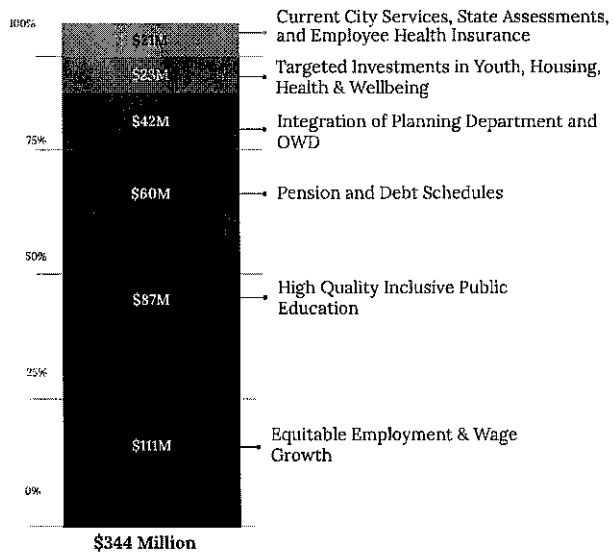 100%
$21M
Current City Services, State Assessments,
and Employee Health Insurance
$23M
Targeted Investments in Youth, Housing,
Health & Wellbeing
$42M
Integration of Planning Department and
OWD
75%
$60M
Pension and Debt Schedules
50%
$87M
High Quality Inclusive Public
Education
25%
$111M
Equitable Employment & Wage
Growth
0%
$344 Million